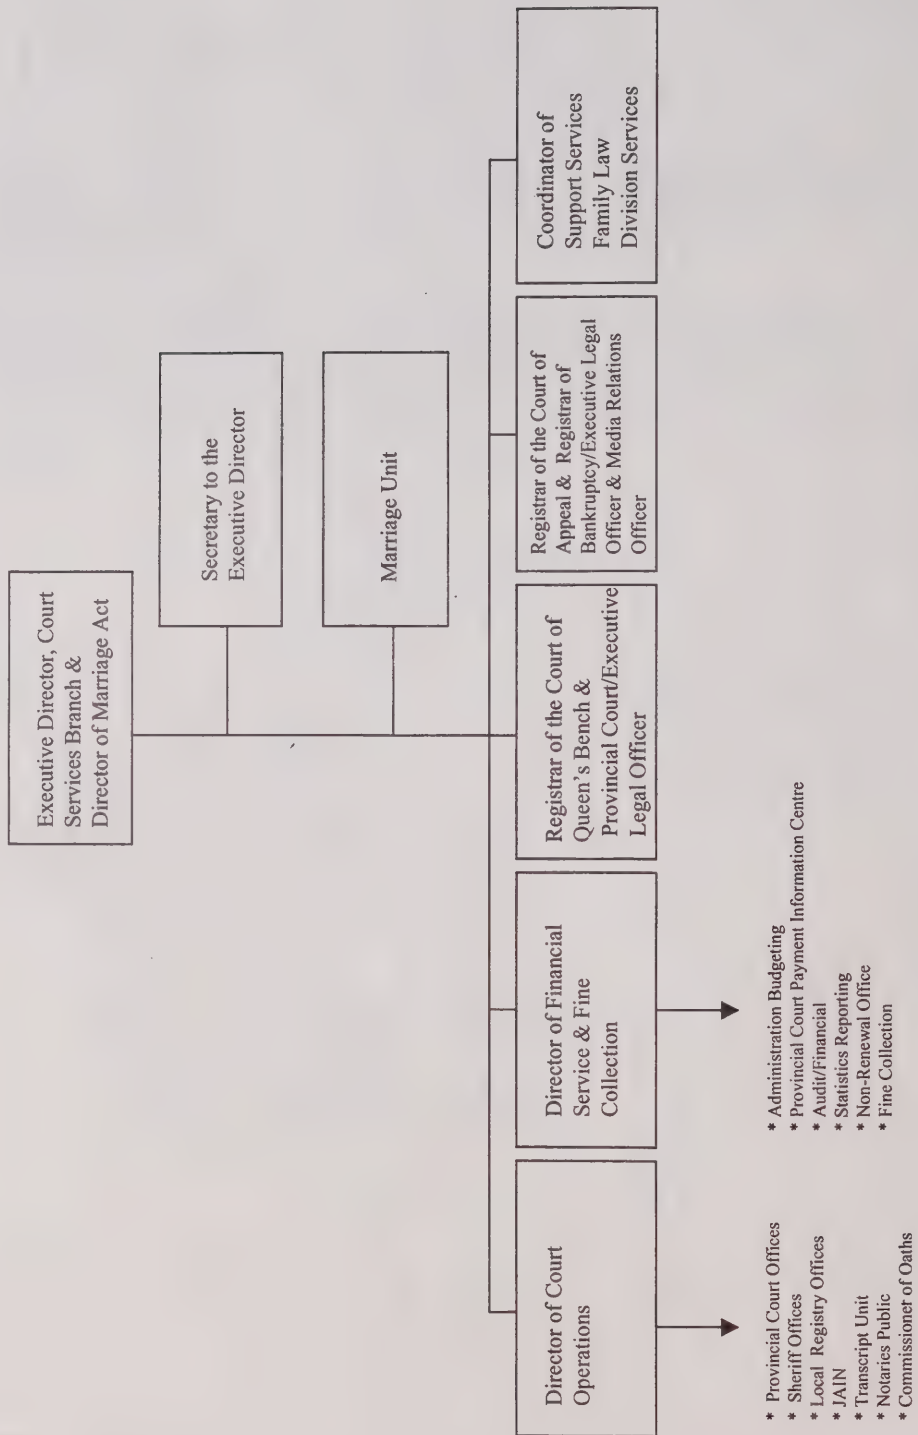 Executive Director, Court
Services Branch &
Director of Marriage Act
Secretary to the
Executive Director
Marriage Unit
Director of Court
Operations
Director of Financial
Service & Fine
Collection
Registrar of the Court of
Queen's Bench &
Provincial Court/Executive
Legal Officer
Registrar of the Court of
Appeal & Registrar of
Bankruptcy/Executive Legal
Officer & Media Relations
Officer
Coordinator of
Support Services
Family Law
Division Services
* Provincial Court Offices
* Sheriff Offices
* Local Registry Offices
* JAIN
* Transcript Unit
* Notaries Public
* Commissioner of Oaths
* Administration Budgeting
* Provincial Court Payment Information Centre
* Audit/Financial
* Statistics Reporting
* Non-Renewal Office
* Fine Collection